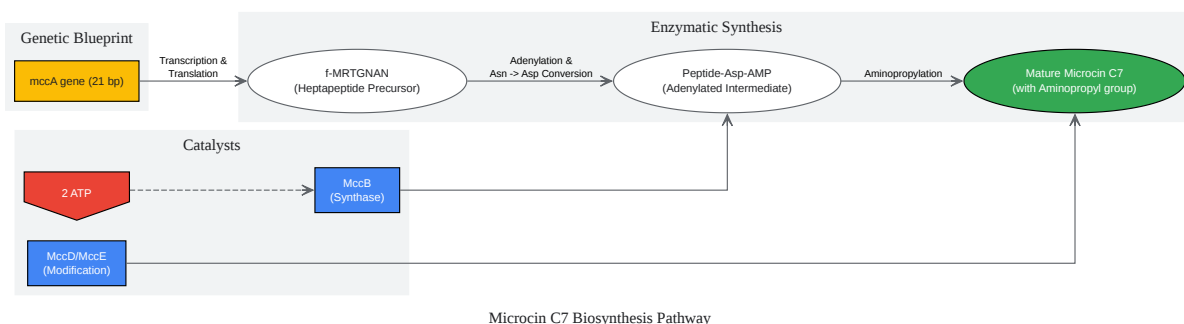 Genetic Blueprint
mccA gene (21 bp)
Transcription &
Translation
Enzymatic Synthesis
f-MRTGNAN
(Heptapeptide Precursor)
Adenylation &
Asn -> Asp Conversion
Peptide-Asp-AMP
(Adenylated Intermediate)
Aminopropylation
Mature Microcin C7
(with Aminopropyl group)
Catalysts
2 ATP
MccB
(Synthase)
MccD/MccE
(Modification)
Microcin C7 Biosynthesis Pathway